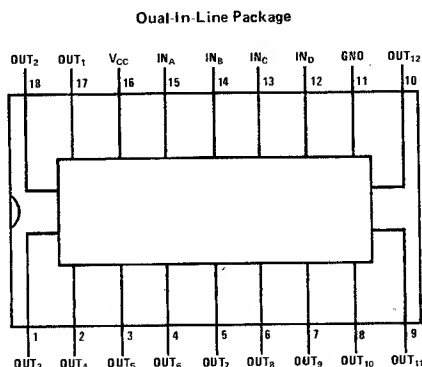 Oual-In-Line Package
OUT2 OUT1 VCC INA INB INC IND GNO OUT12
18 17 16 15 14 13 12 11 10
1 2 3 4 5 6 7 8 9
OUT3 OUT4 OUT5 OUT6 OUT7 OUT8 OUT9 OUT10 OUT11